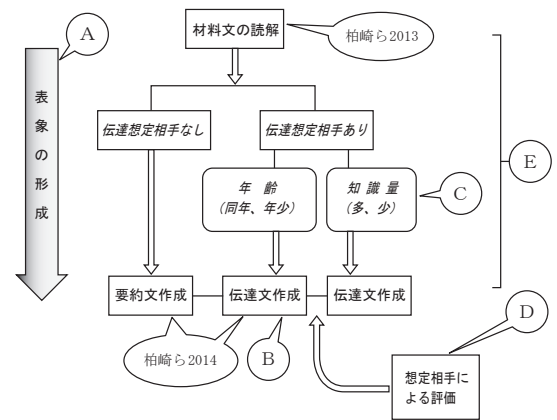 材料文の読解
柏崎ら2013
A
表象の形成
伝達想定相手なし
伝達想定相手あり
E
年　齢
（同年、年少）
知 識 量
（多、少）
C
要約文作成
伝達文作成
伝達文作成
柏崎ら2014
B
D
想定相手に
よる評価